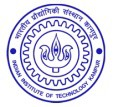 भारतीय प्रौद्योगिकी संस्थान कानपुर
INDIAN INSTITUTE OF TECHNOLOGY KANPUR